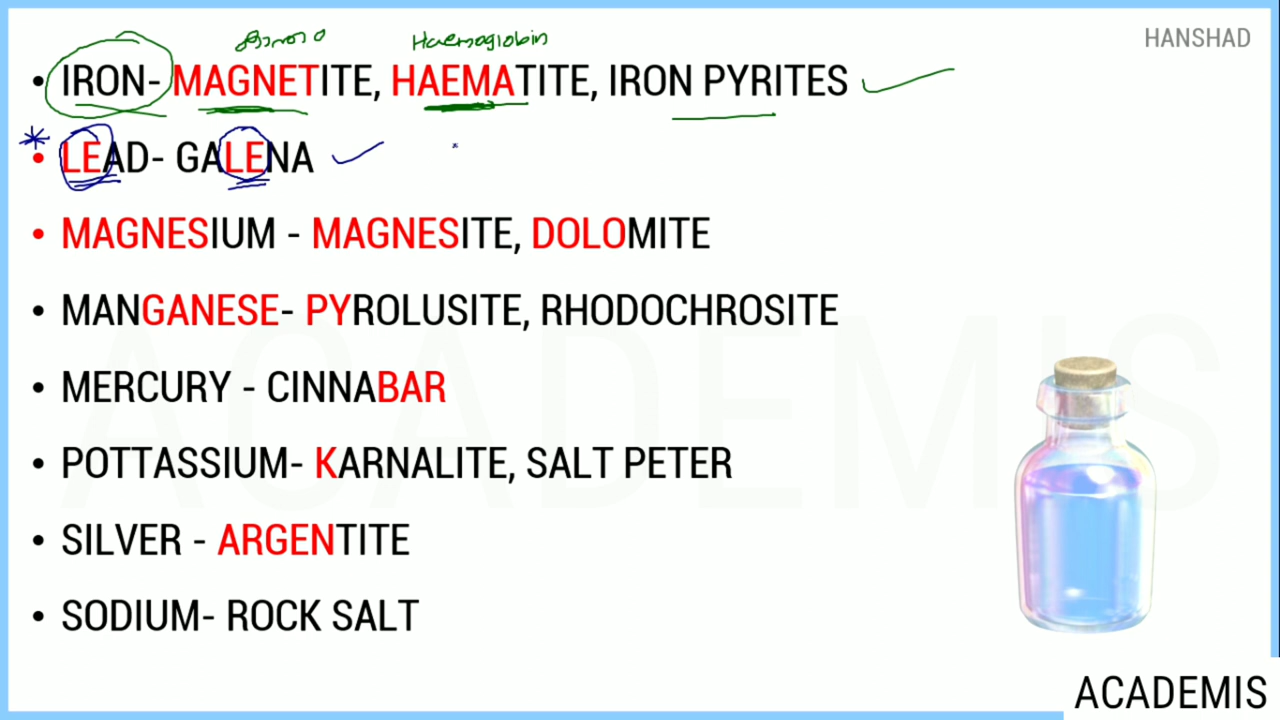 HANSHAD
കാന്തം Haemoglobin
• IRON- MAGNETITE, HAEMATITE, IRON PYRITES
* • LEAD- GALENA
• MAGNESIUM - MAGNESITE, DOLOMITE
• MANGANESE- PYROLUSITE, RHODOCHROSITE
• MERCURY - CINNABAR
• POTTASSIUM- KARNALITE, SALT PETER
• SILVER - ARGENTITE
• SODIUM- ROCK SALT
ACADEMIS
ACADEMIS